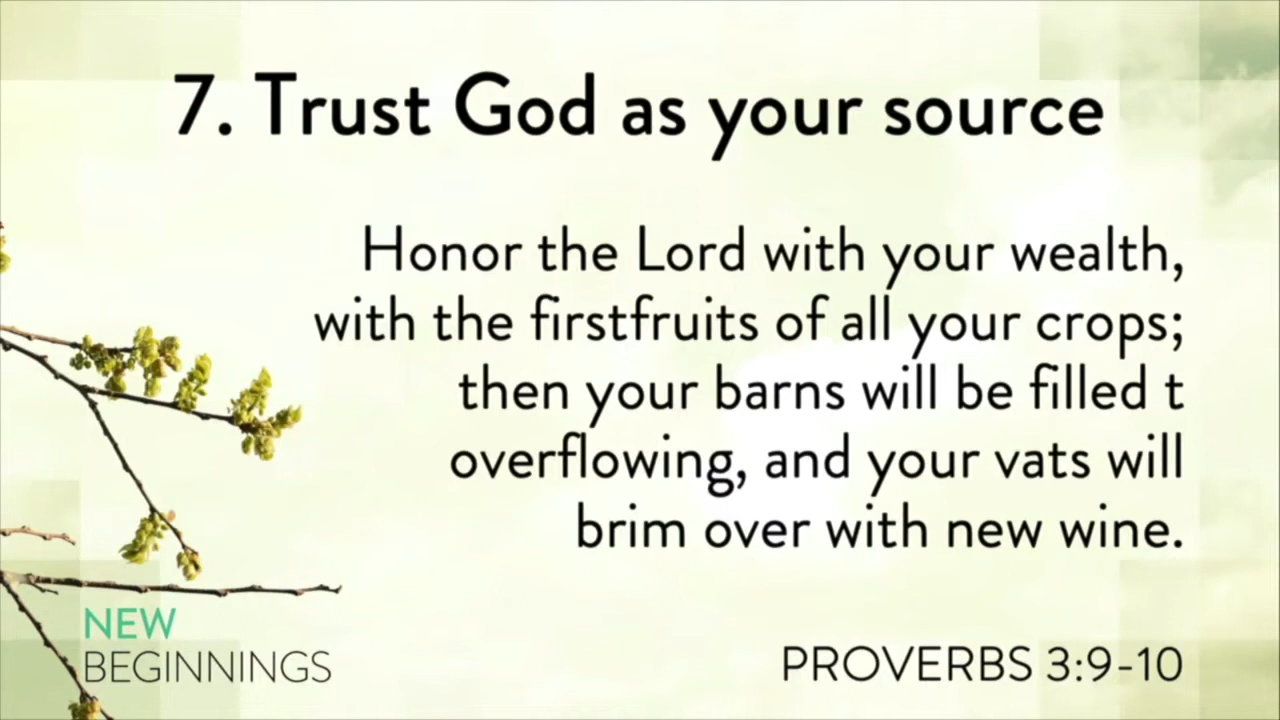 7. Trust God as your source
Honor the Lord with your wealth,
with the firstfruits of all your crops;
then your barns will be filled t
overflowing, and your vats will
brim over with new wine.
NEW
BEGINNINGS
PROVERBS 3:9-10